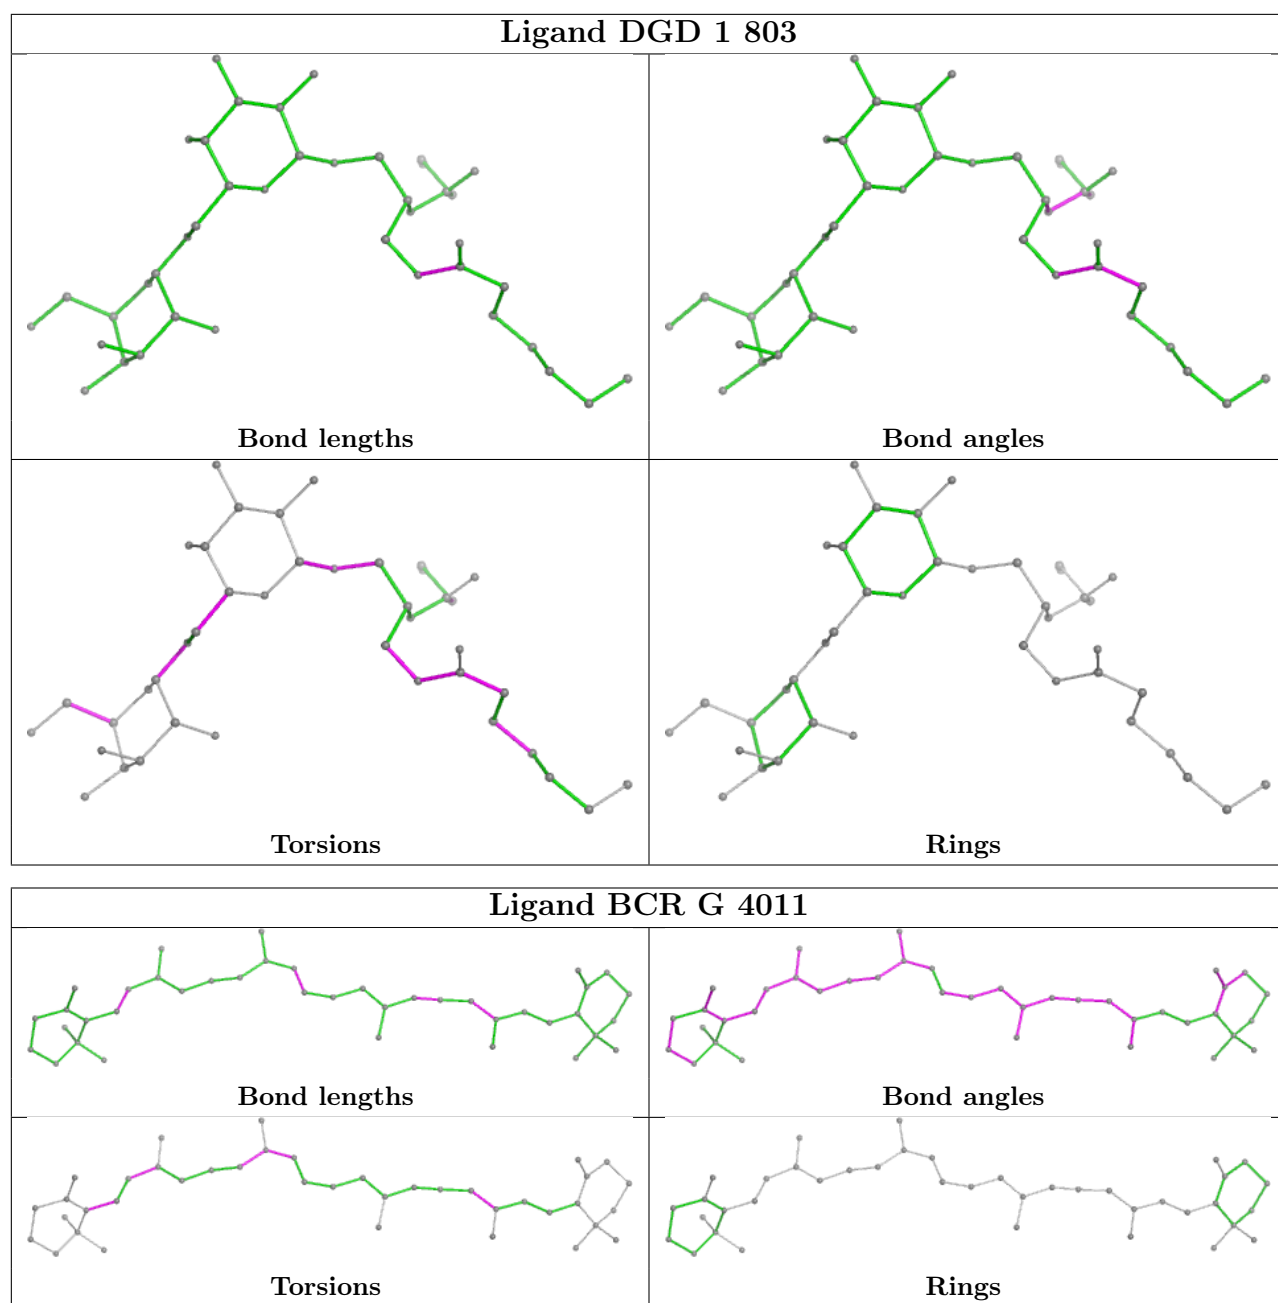 Ligand DGD 1 803
Bond lengths
Bond angles
Torsions
Rings
Ligand BCR G 4011
Bond lengths
Bond angles
Torsions
Rings